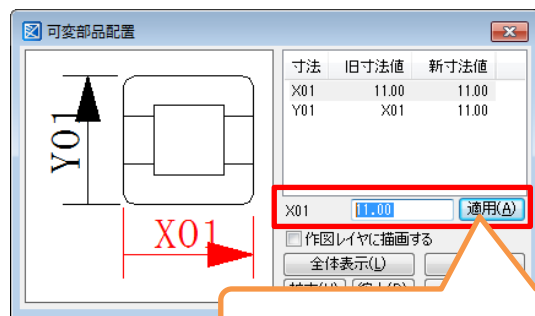 可変部品配置
寸法 旧寸法値 新寸法値
X01 11.00 11.00
Y01 X01 11.00
Y01
X01
X01 11.00 適用(A)
作図レイヤに描画する
全体表示(L)